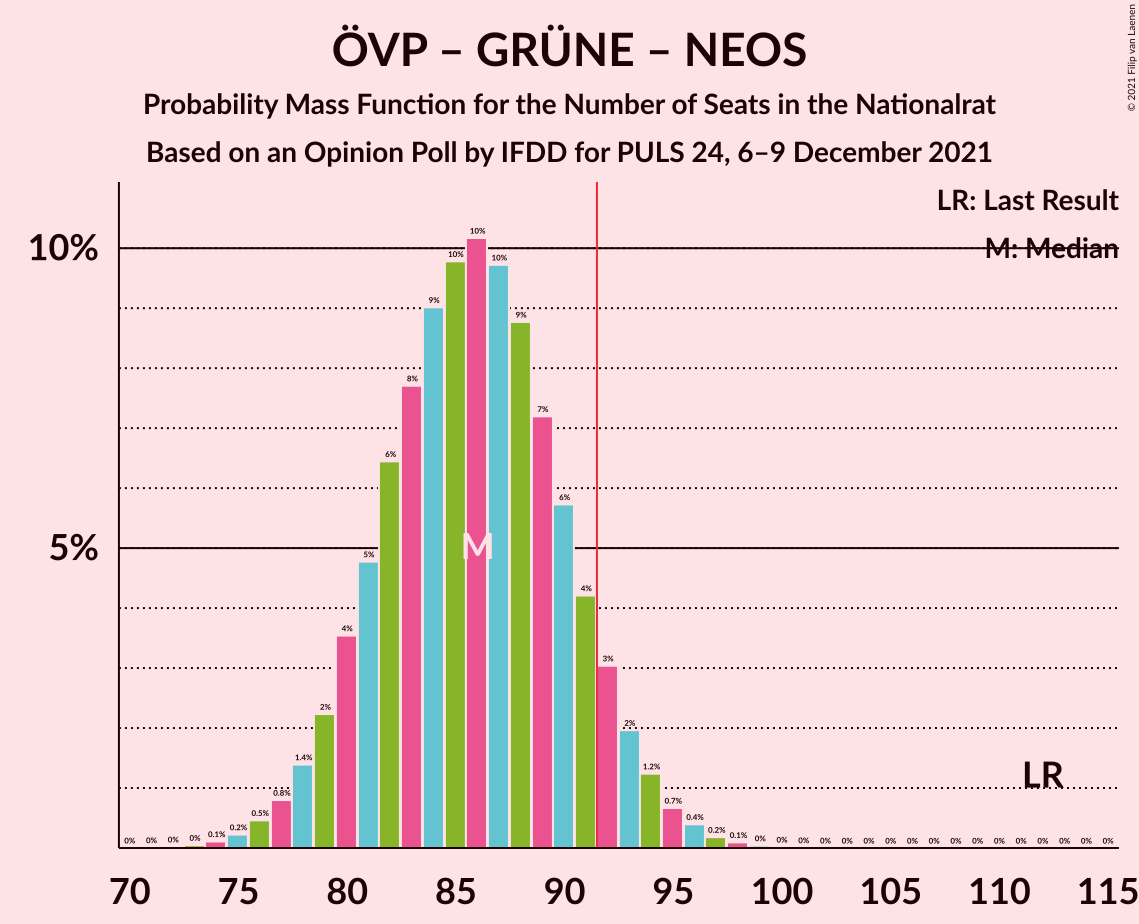 ÖVP – GRÜNE – NEOS
Probability Mass Function for the Number of Seats in the Nationalrat
Based on an Opinion Poll by IFDD for PULS 24, 6–9 December 2021
© 2021 Filip van Laenen
LR: Last Result
M: Median
10%
5%
0% 0% 0% 0% 0.1% 0.2% 0.5% 0.8% 1.4% 2% 4% 5% 6% 8% 9% 10% 10% 10% 9% 7% 6% 4% 3% 2% 1.2% 0.7% 0.4% 0.2% 0.1% 0% 0% 0% 0% 0% 0% 0% 0% 0% 0% 0% 0% 0% 0% 0% 0% 0%
M
LR
70 75 80 85 90 95 100 105 110 115